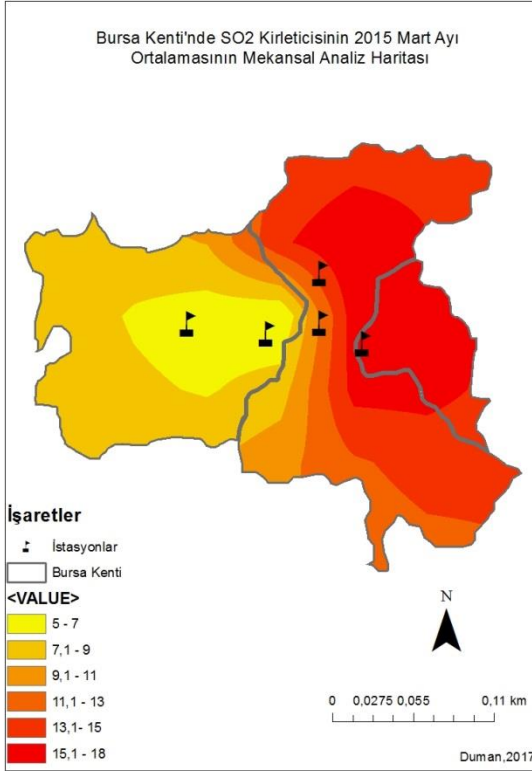 Bursa Kenti'nde SO2 Kirleticisinin 2015 Mart Ayı
Ortalamasının Mekansal Analiz Haritası
İşaretler
İstasyonlar
Bursa Kenti
<VALUE>
5 - 7
7,1 - 9
9,1 - 11
11,1 - 13
13,1- 15
15,1 - 18
N
0 0,0275 0,055 0,11 km
Duman,2017